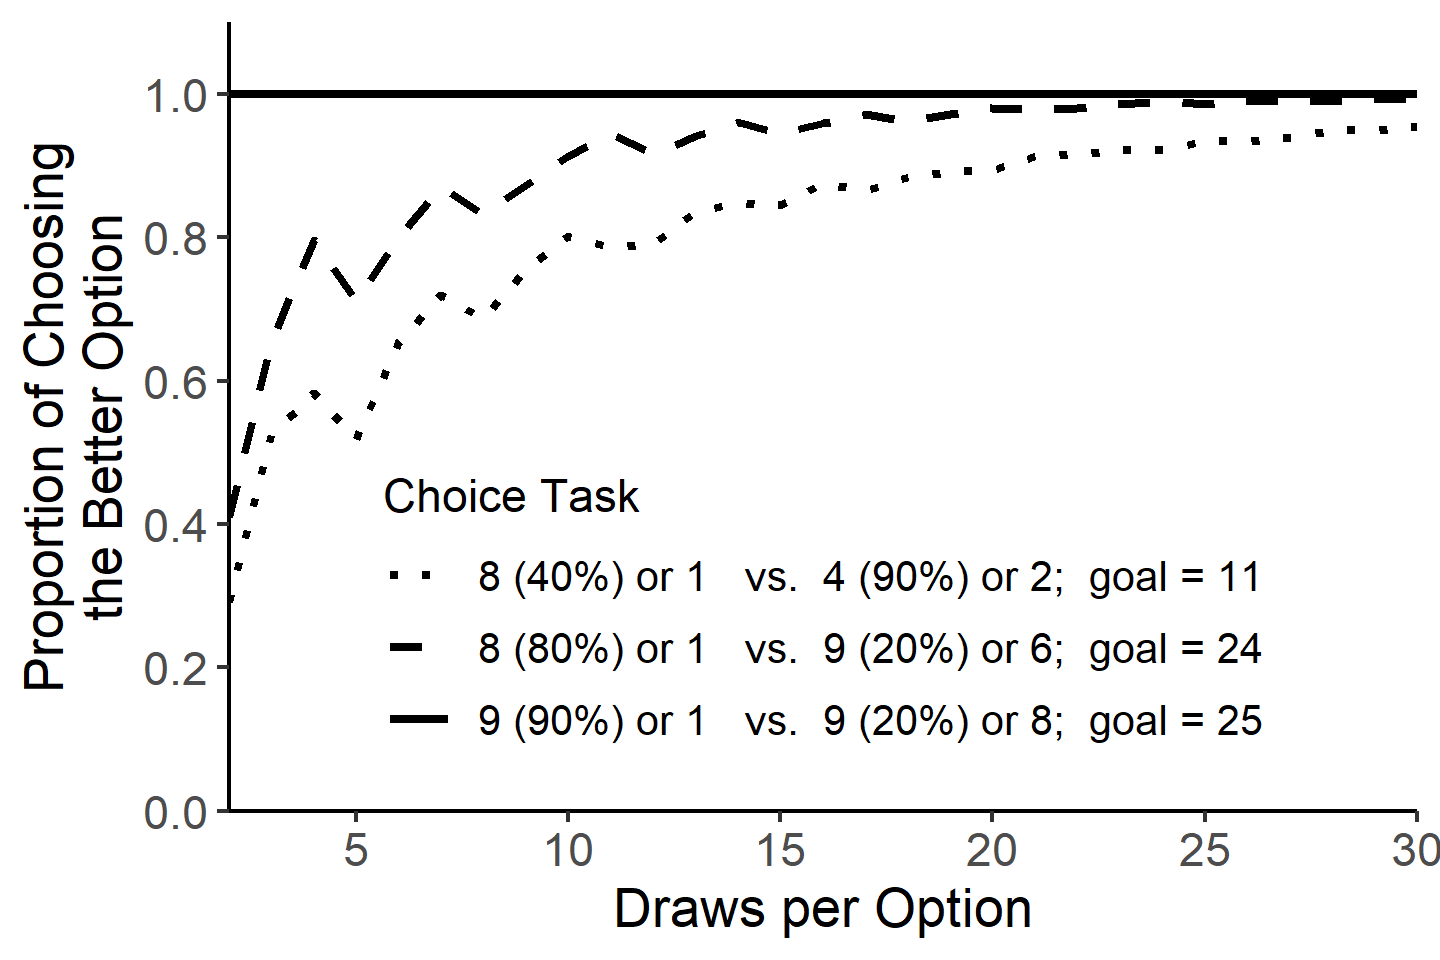 Proportion of Choosing
the Better Option
1.0
0.8
0.6
0.4
0.2
0.0
Choice Task
8 (40%) or 1 vs. 4 (90%) or 2; goal = 11
8 (80%) or 1 vs. 9 (20%) or 6; goal = 24
9 (90%) or 1 vs. 9 (20%) or 8; goal = 25
5 10 15 20 25 30
Draws per Option